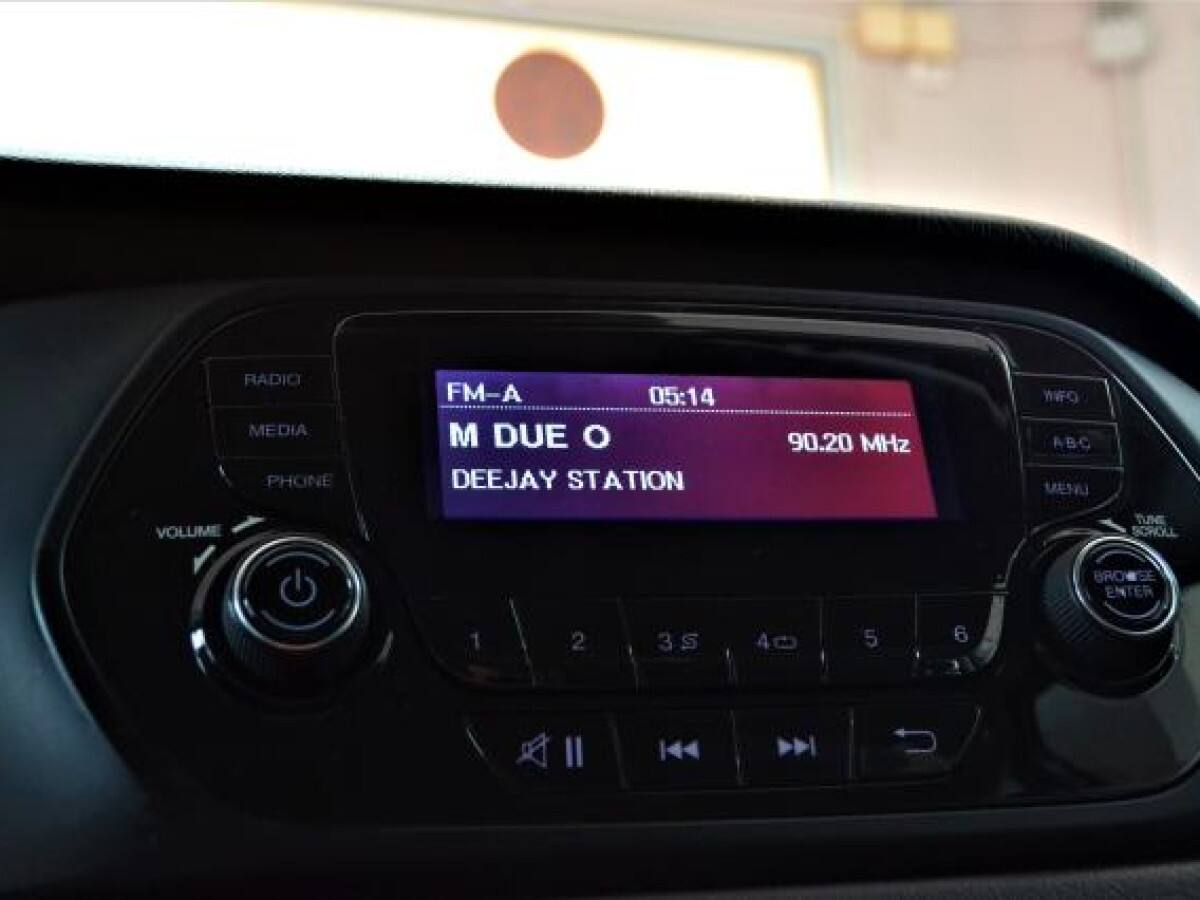 RADIO
MEDIA
PHONE
VOLUME
FM-A 05:14
M DUE O 90.20 MHz
DEEJAY STATION
INFO
A-B-C
MENU
TUNE
SCROLL
BROWSE
ENTER
1 2 3 4 5 6